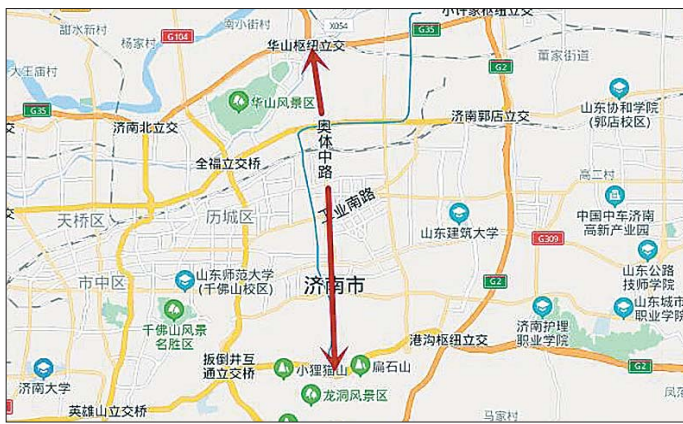 小许家枢纽立交
甜水新村
南小街村
X054
G35
杨家村
G104
华山枢纽立交
董家街道
大王庙村
G2
G35
华山风景区
山东协和学院
(郭店校区)
济南北立交
奥体中路
济南郭店立交
全福立交桥
高二村
工业南路
中国中车济南
高新产业园
天桥区
历城区
山东建筑大学
G309
山东师范大学
(千佛山校区)
市中区
济南市
山东公路
技师学院
G2
千佛山风景
名胜区
山东城市
职业学院
济南护理
职业学院
港沟枢纽立交
扳倒井互
通立交桥
小狸猫山
扁石山
济南大学
龙洞风景区
英雄山立交桥
马家村